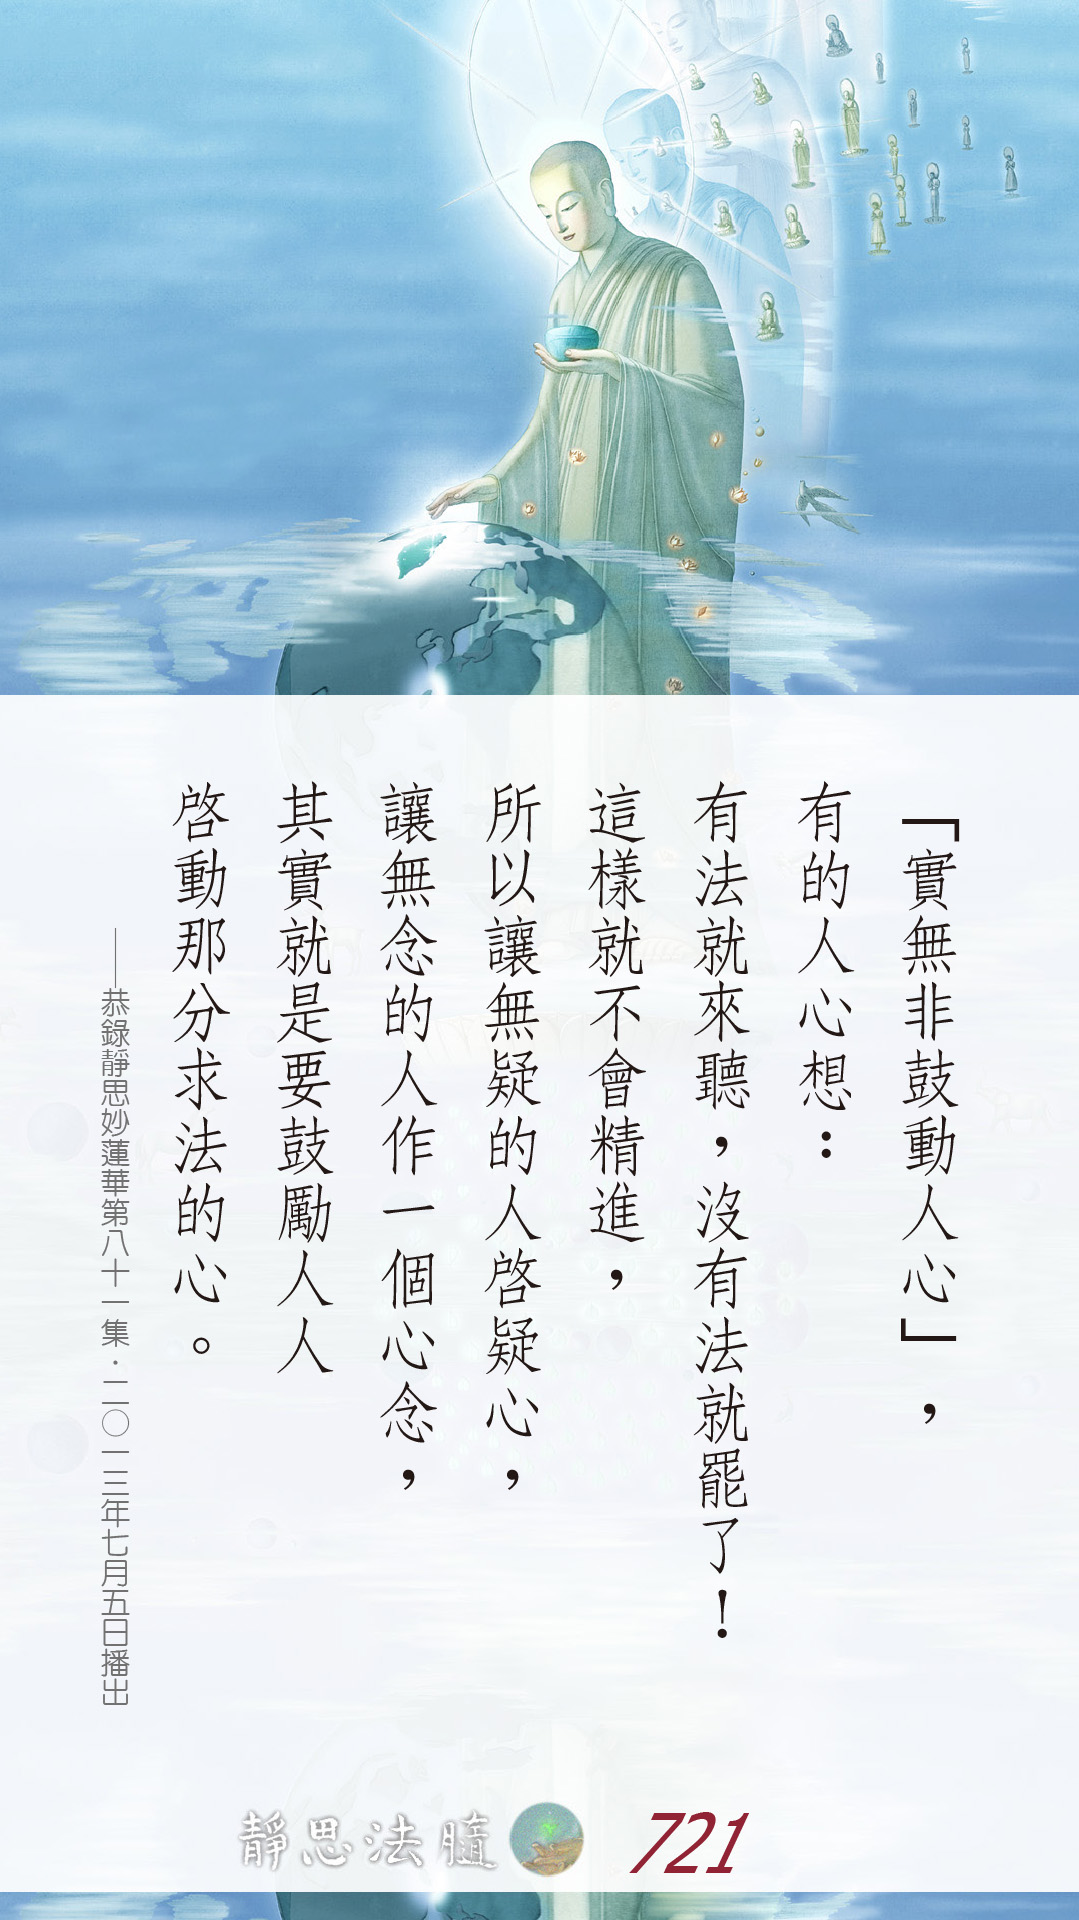 「實無非鼓動人心」，
有的人心想：
有法就來聽，沒有法就罷了！
這樣就不會精進，
所以讓無疑的人啓疑心，
讓無念的人作一個心念，
其實就是要鼓勵人人
啓動那分求法的心。
——恭錄靜思妙蓮華第八十一集·二〇一三年七月五日播出
靜思法髓
721